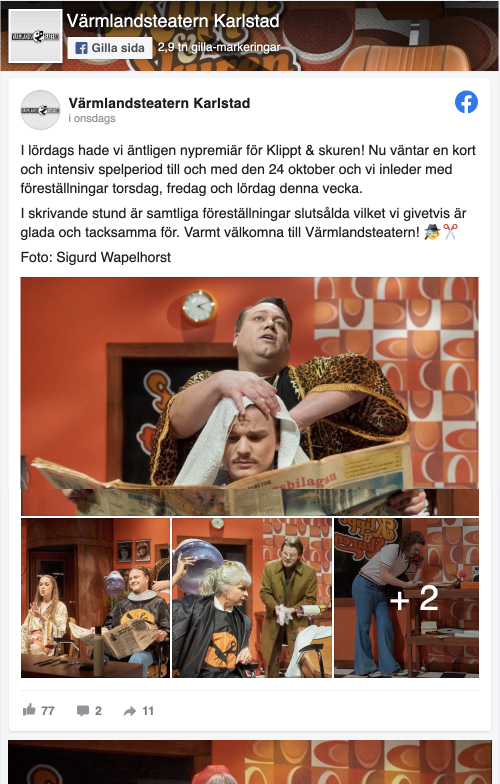 Värmlandsteatern Karlstad
Gilla sida
2,9 tn gilla-markeringar
Värmlandsteatern Karlstad
i onsdags
I lördags hade vi äntligen nypremiär för Klippt & skuren! Nu väntar en kort
och intensiv spelperiod till och med den 24 oktober och vi inleder med
föreställningar torsdag, fredag och lördag denna vecka.
I skrivande stund är samtliga föreställningar slutsålda vilket vi givetvis är
glada och tacksamma för. Varmt välkomna till Värmlandsteatern! 🕵️✂️
Foto: Sigurd Wapelhorst
+ 2
77
2
11